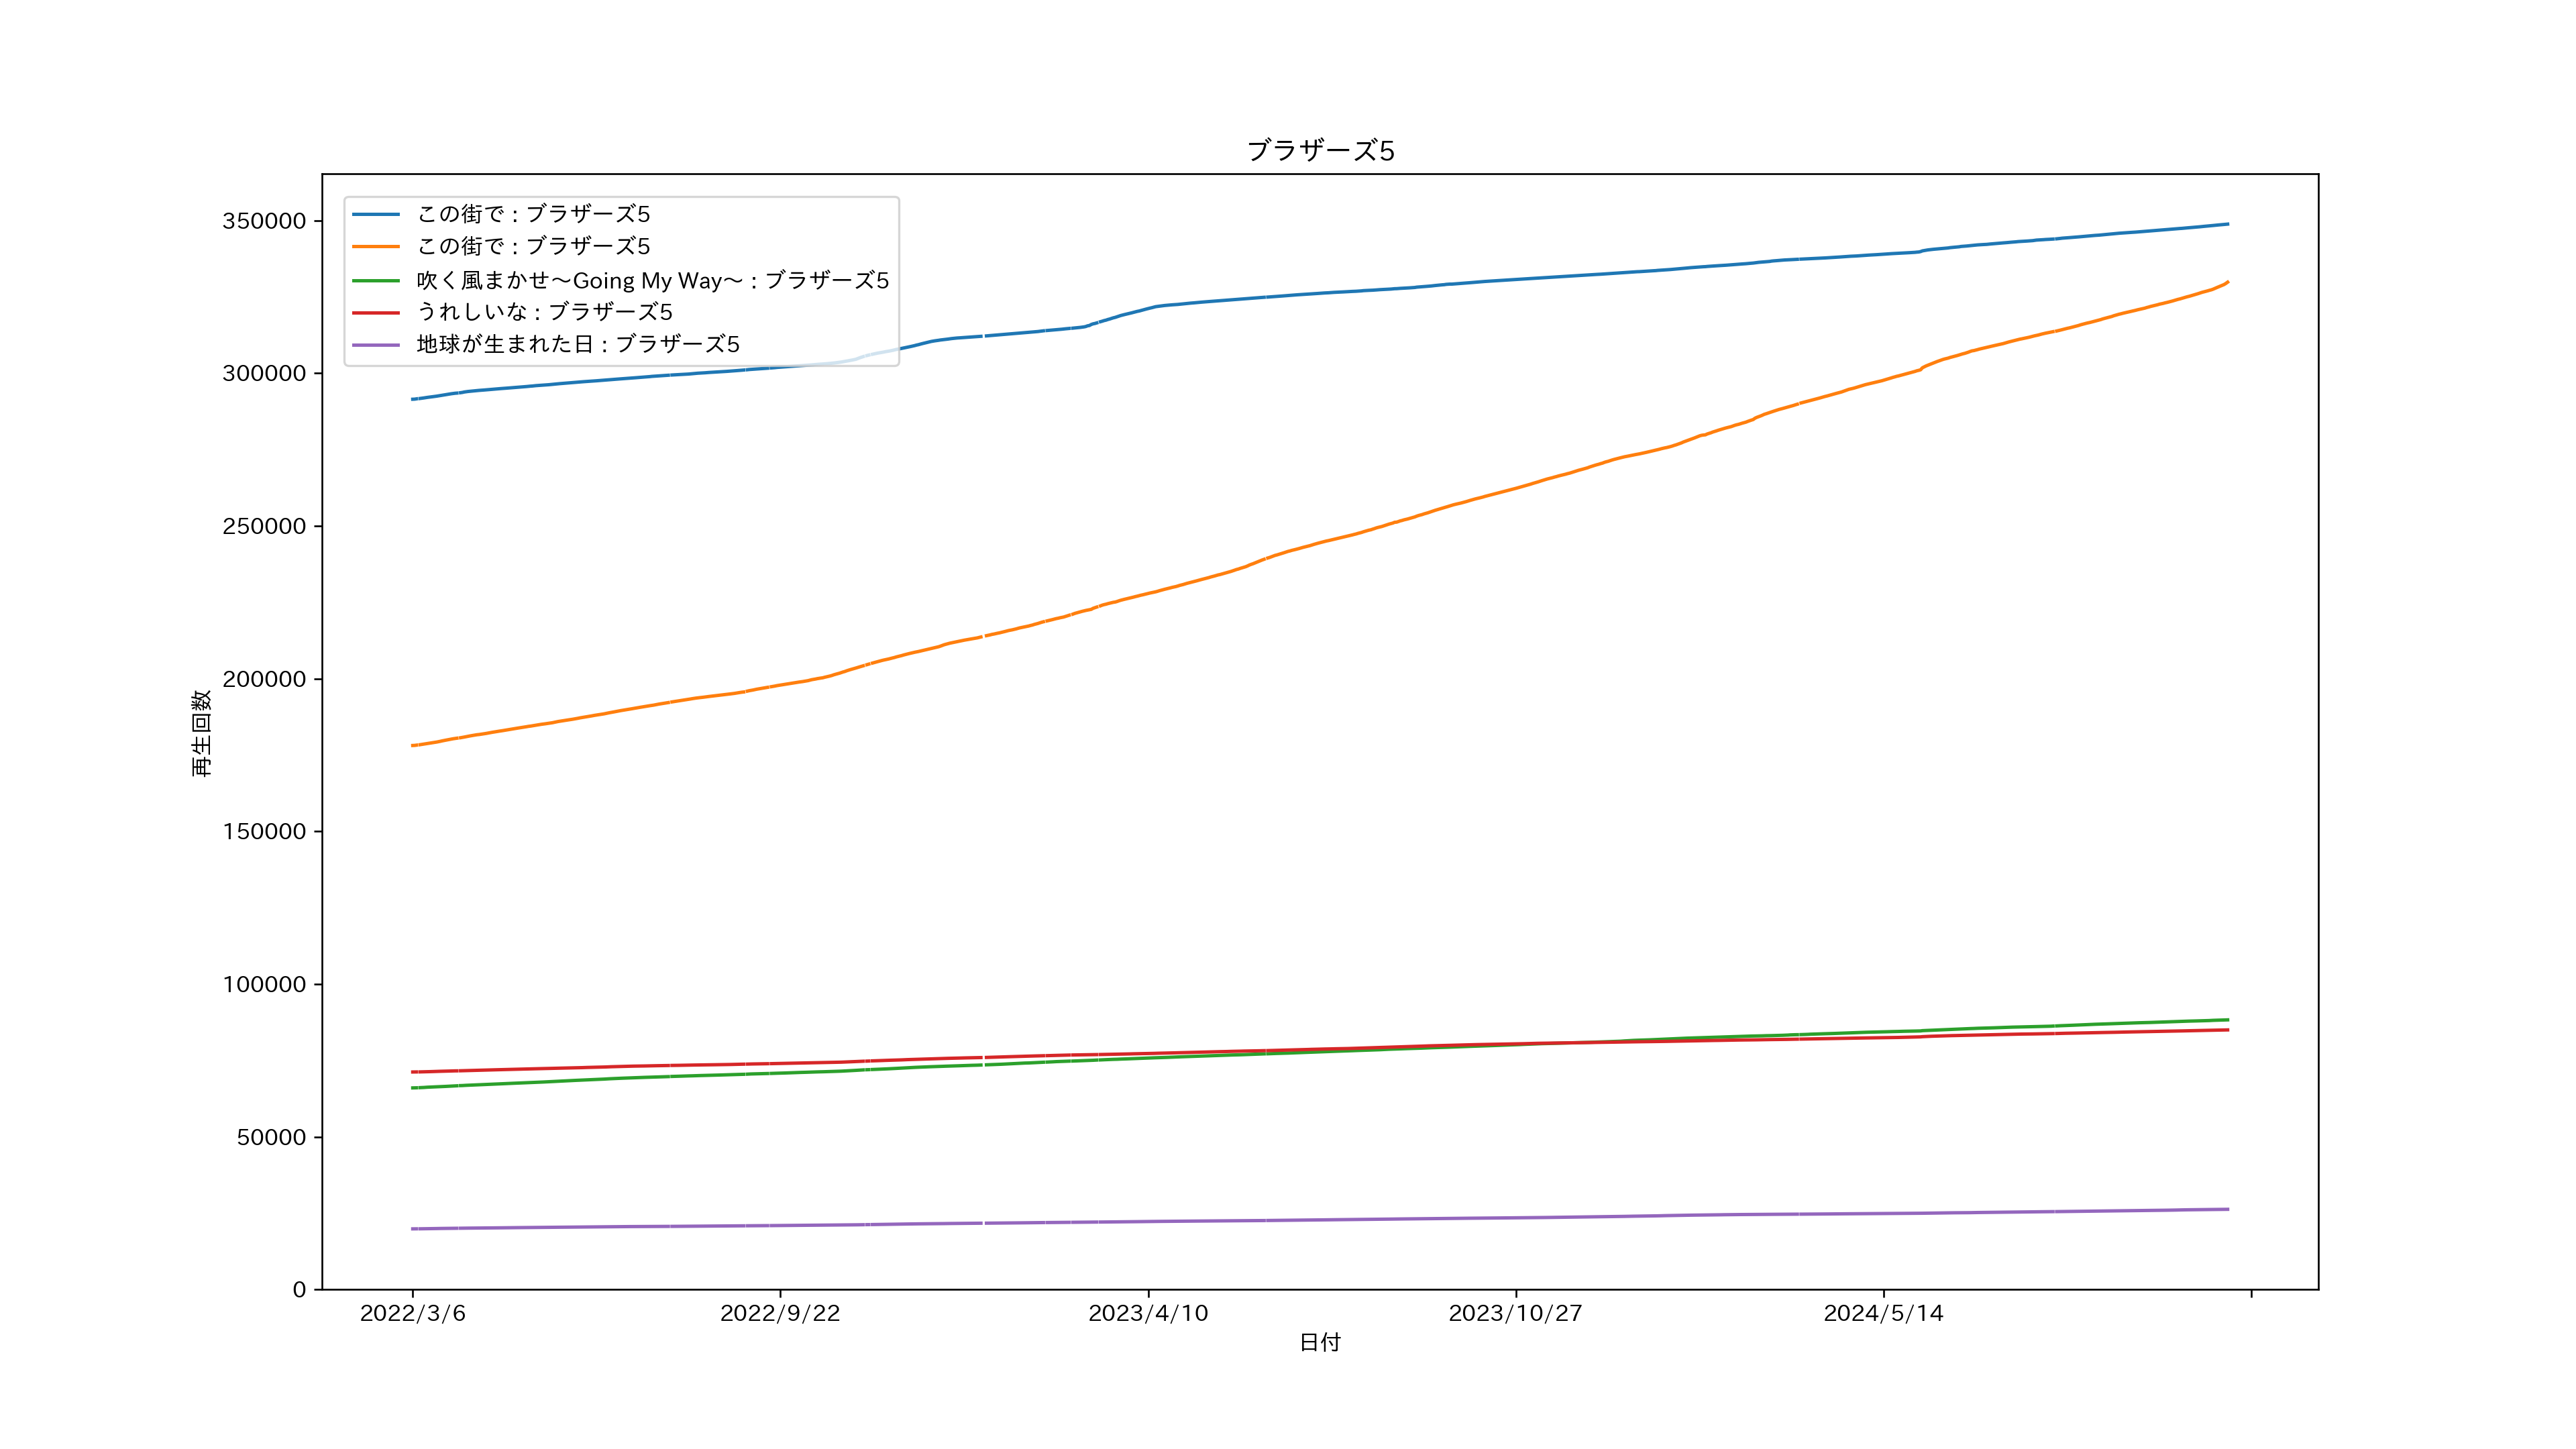 ブラザーズ5
この街で : ブラザーズ5
この街で : ブラザーズ5
吹く風まかせ〜Going My Way〜 : ブラザーズ5
うれしいな : ブラザーズ5
地球が生まれた日 : ブラザーズ5
350000
300000
250000
200000
150000
100000
50000
0
再生回数
2022/3/6
2022/9/22
2023/4/10
2023/10/27
2024/5/14
日付